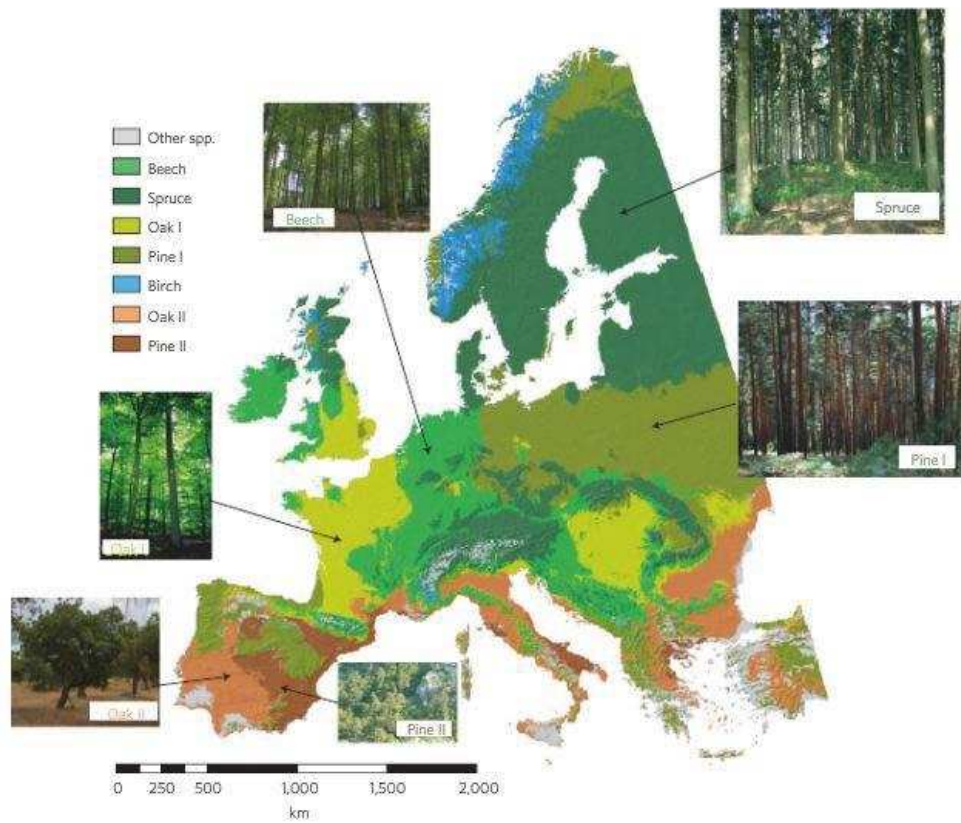 Other spp.
Beech
Spruce
Oak I
Pine I
Birch
Oak II
Pine II
Beech
Spruce
Pine I
Oak I
Oak II
Pine II
0 250 500 1,000 1,500 2,000
km